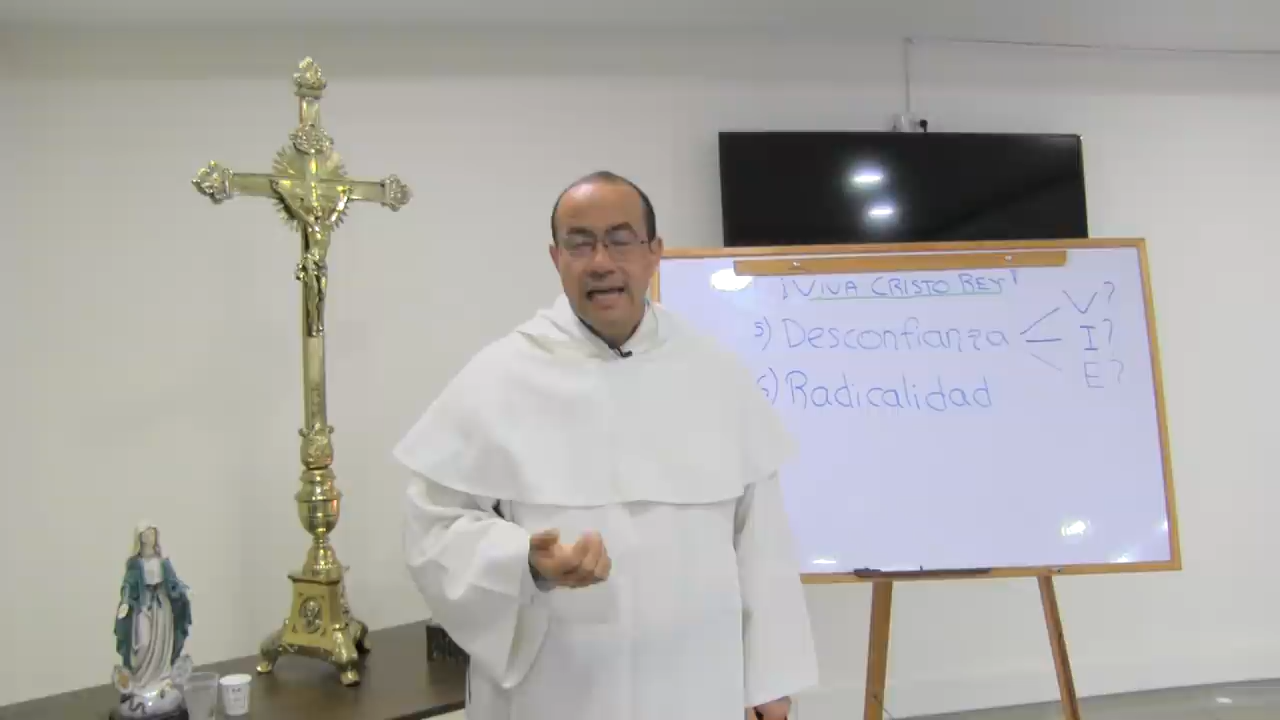 ¡VIVA CRISTO REY!
5) Desconfianza V?
I?
E?
6) Radicalidad